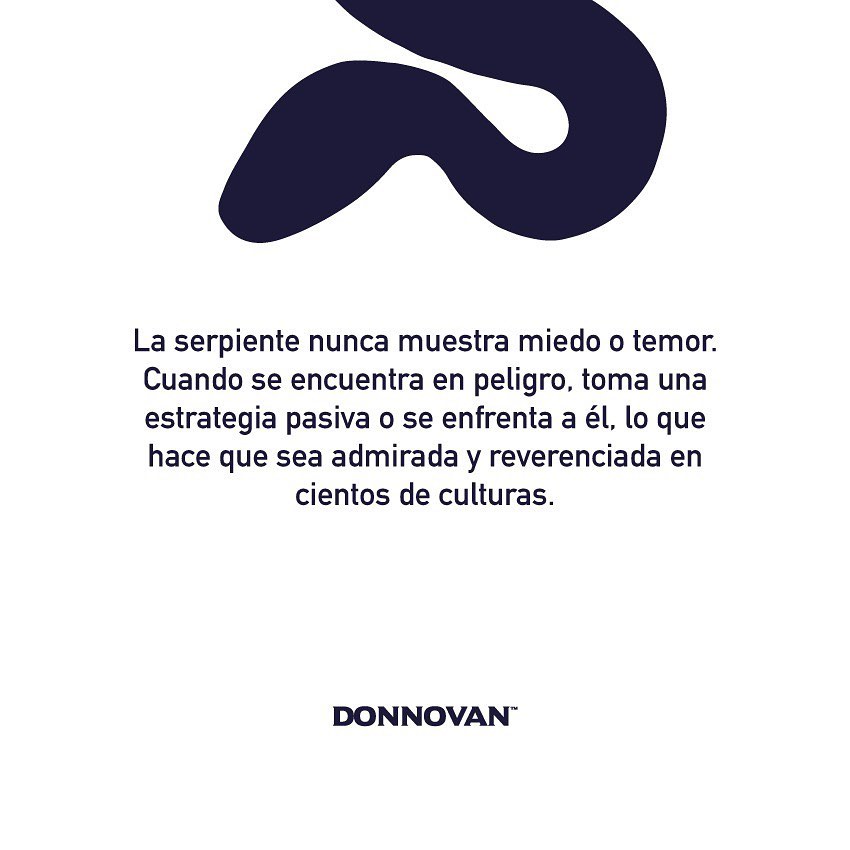 La serpiente nunca muestra miedo o temor.
Cuando se encuentra en peligro, toma una
estrategia pasiva o se enfrenta a él, lo que
hace que sea admirada y reverenciada en
cientos de culturas.
DONNOVAN™